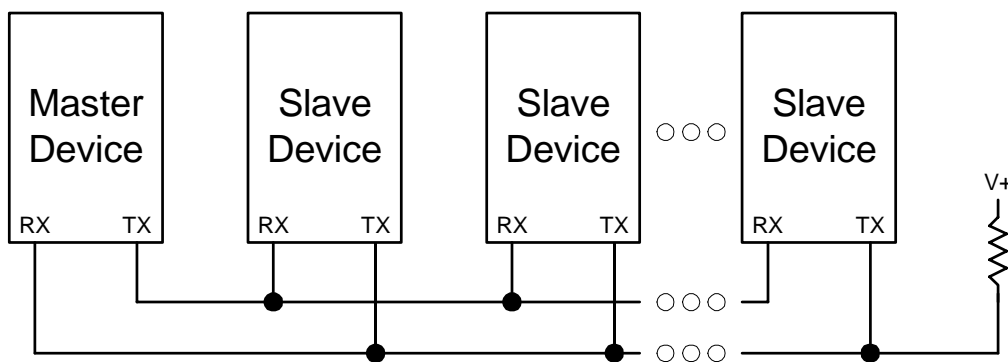 Master
Device
Slave
Device
Slave
Device
Slave
Device
RX TX
RX TX
RX TX
RX TX
V+